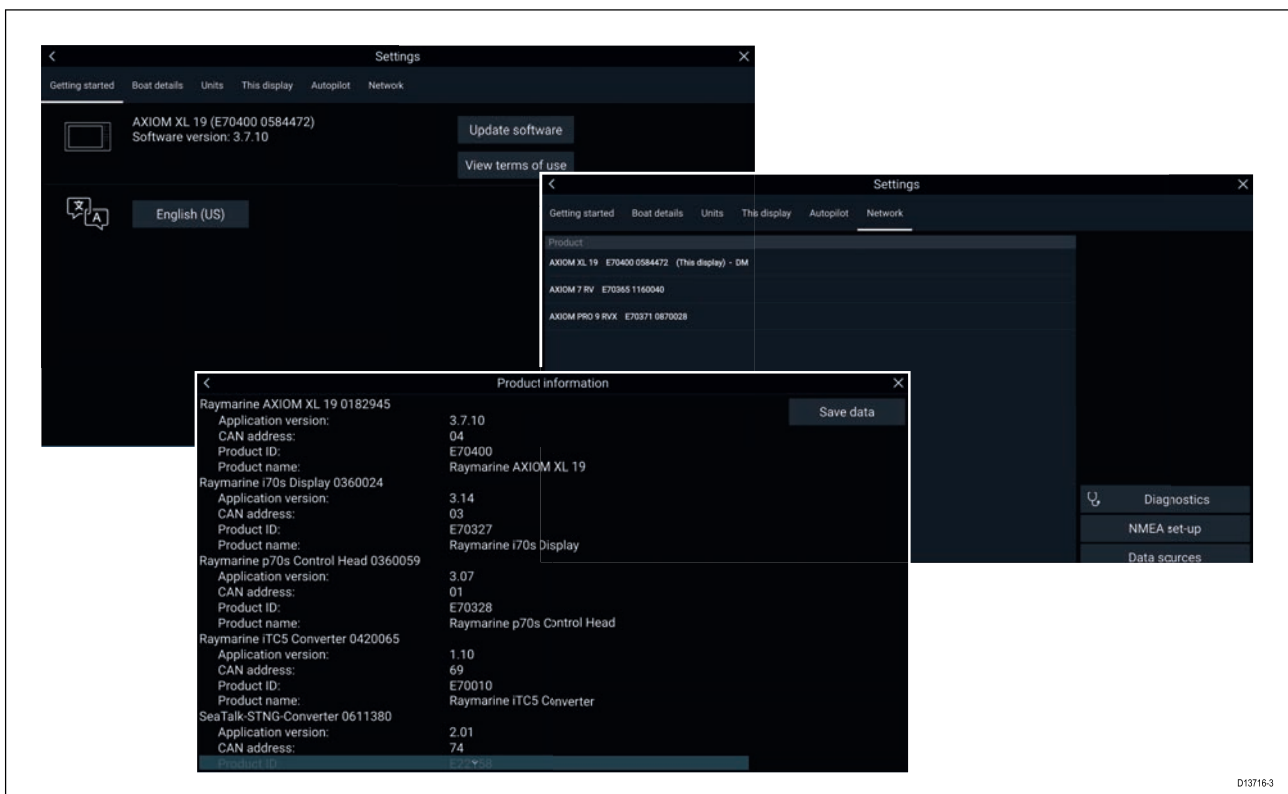 Settings
Getting started Boat details Units This display Autopilot Network
AXIOM XL 19 (E70400 0584472)
Software version: 3.7.10
Update software
View terms of use
English (US)
Settings
Getting started Boat details Units This display Autopilot Network
Product
AXIOM XL 19 E70400 0584472 (This display) - DM
AXIOM 7 RV E70365 1160040
AXIOM PRO 9 RVX E70371 0870028
Diagnostics
NMEA set-up
Data sources
Product information
Save data
Raymarine AXIOM XL 19 0182945
Application version: 3.7.10
CAN address: 04
Product ID: E70400
Product name: Raymarine AXIOM XL 19
Raymarine i70s Display 0360024
Application version: 3.14
CAN address: 03
Product ID: E70327
Product name: Raymarine i70s Display
Raymarine p70s Control Head 0360059
Application version: 3.07
CAN address: 01
Product ID: E70328
Product name: Raymarine p70s Control Head
Raymarine iTC5 Converter 0420065
Application version: 1.10
CAN address: 69
Product ID: E70010
Product name: Raymarine iTC5 Converter
SeaTalk-STNG-Converter 0611380
Application version: 2.01
CAN address: 74
Product ID:
D13716-3